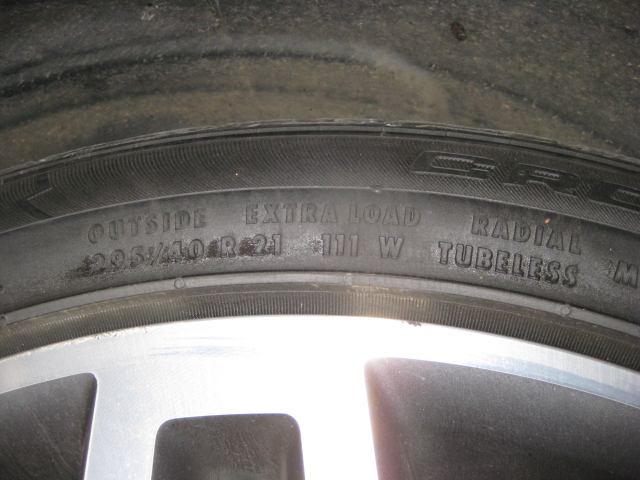 OUTSIDE EXTRA LOAD RADIAL
295/40 R 21 111 W TUBELESS